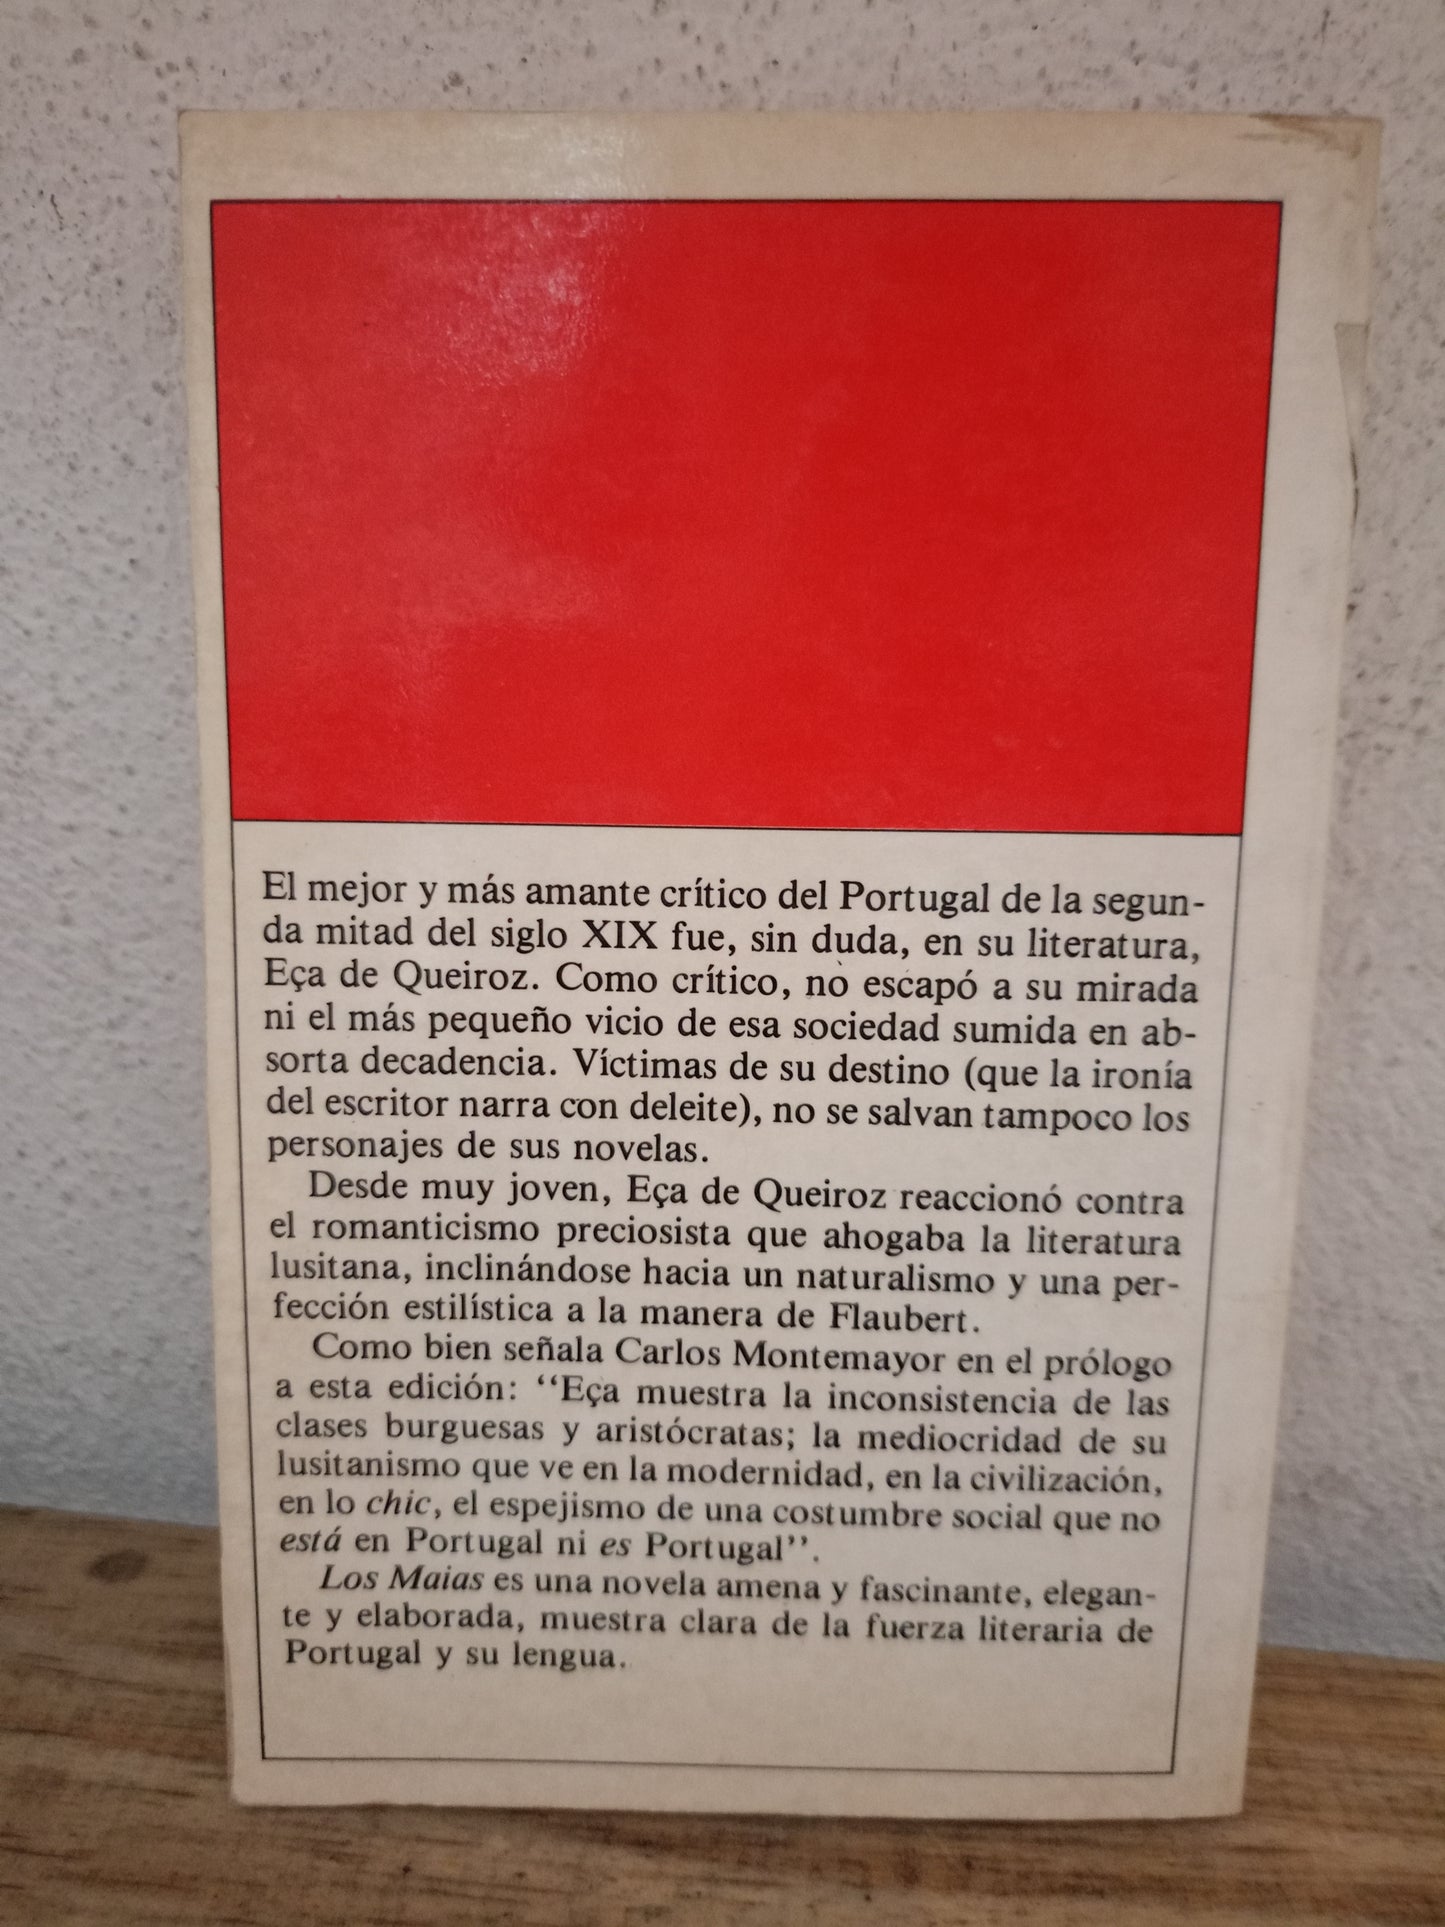 El mejor y más amante crítico del Portugal de la segun-
da mitad del siglo XIX fue, sin duda, en su literatura,
Eça de Queiroz. Como crítico, no escapó a su mirada
ni el más pequeño vicio de esa sociedad sumida en ab-
sorta decadencia. Víctimas de su destino (que la ironía
del escritor narra con deleite), no se salvan tampoco los
personajes de sus novelas.
Desde muy joven, Eça de Queiroz reaccionó contra
el romanticismo preciosista que ahogaba la literatura
lusitana, inclinándose hacia un naturalismo y una per-
fección estilística a la manera de Flaubert.
Como bien señala Carlos Montemayor en el prólogo
a esta edición: “Eça muestra la inconsistencia de las
clases burguesas y aristócratas; la mediocridad de su
lusitanismo que ve en la modernidad, en la civilización,
en lo chic, el espejismo de una costumbre social que no
está en Portugal ni es Portugal”.
Los Maias es una novela amena y fascinante, elegan-
te y elaborada, muestra clara de la fuerza literaria de
Portugal y su lengua.